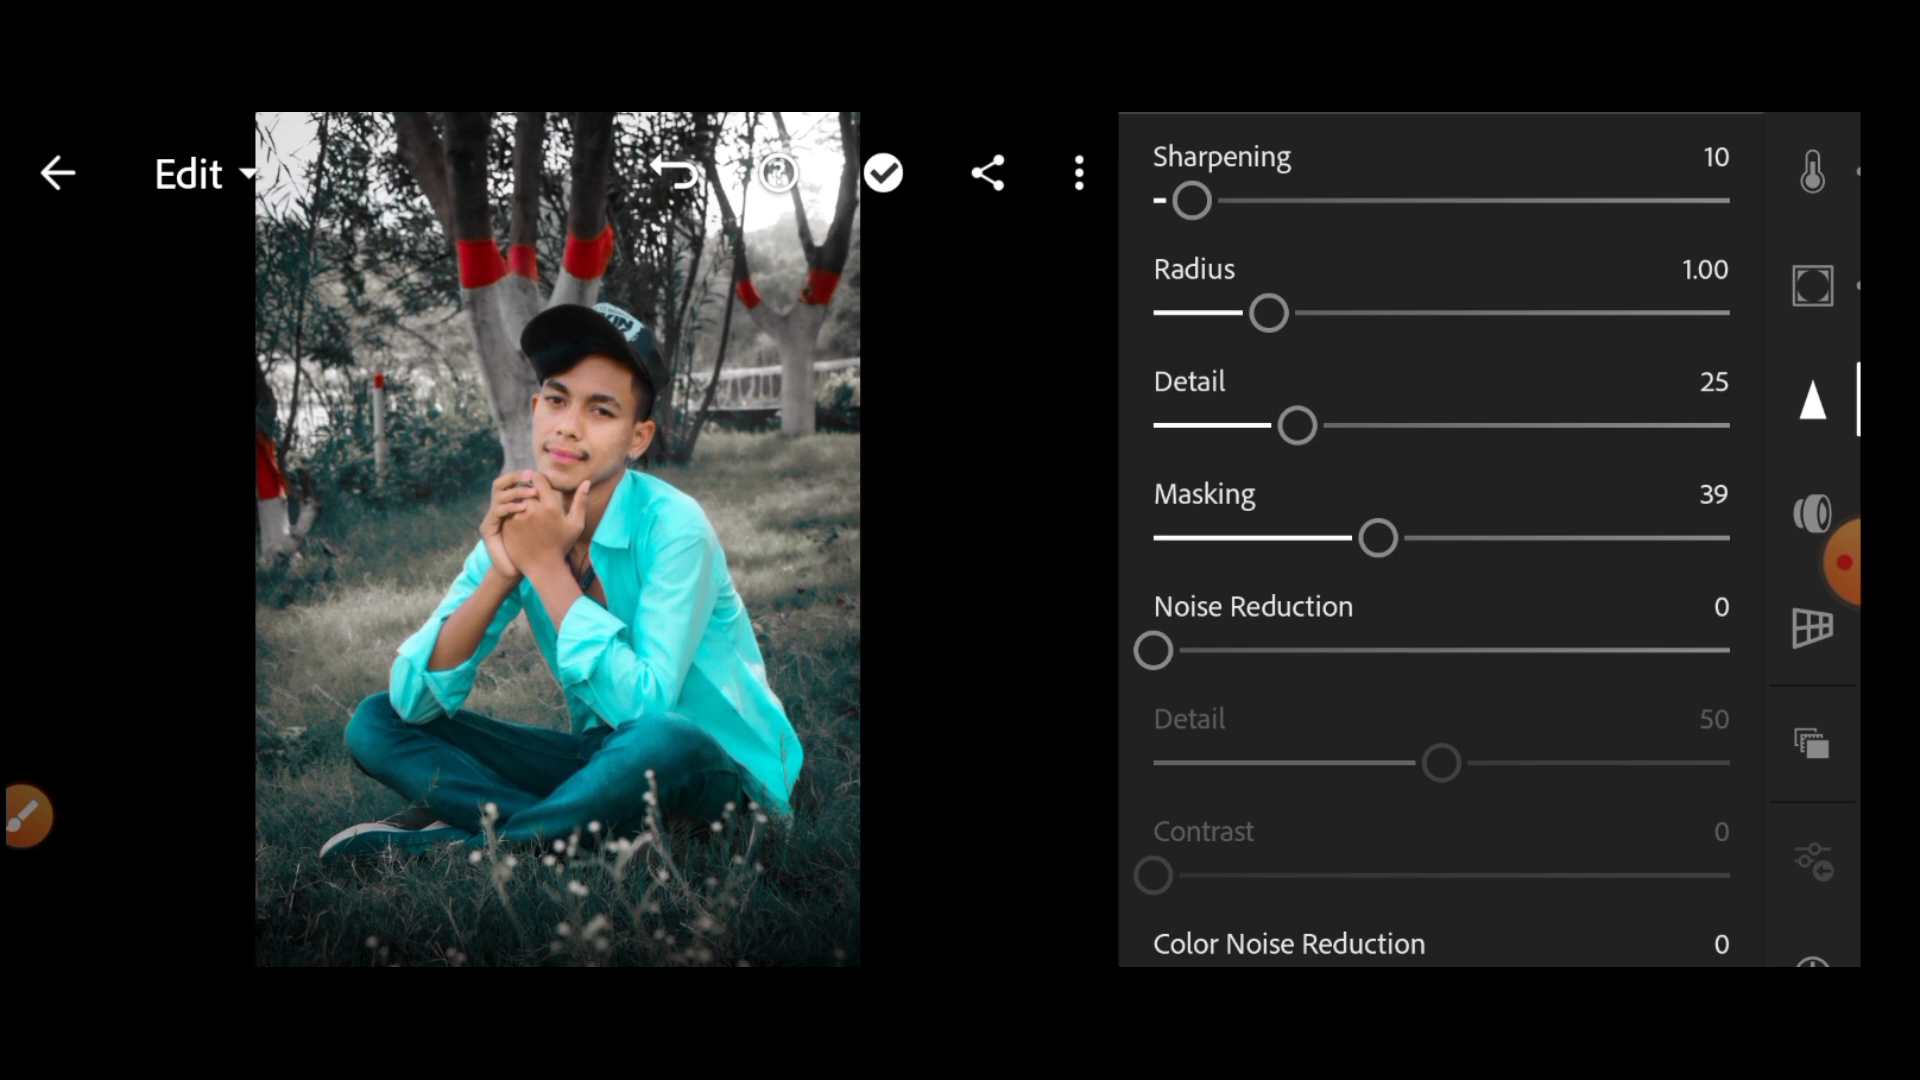 Edit
Sharpening 10
Radius 1.00
Detail 25
Masking 39
Noise Reduction 0
Detail 50
Contrast 0
Color Noise Reduction 0